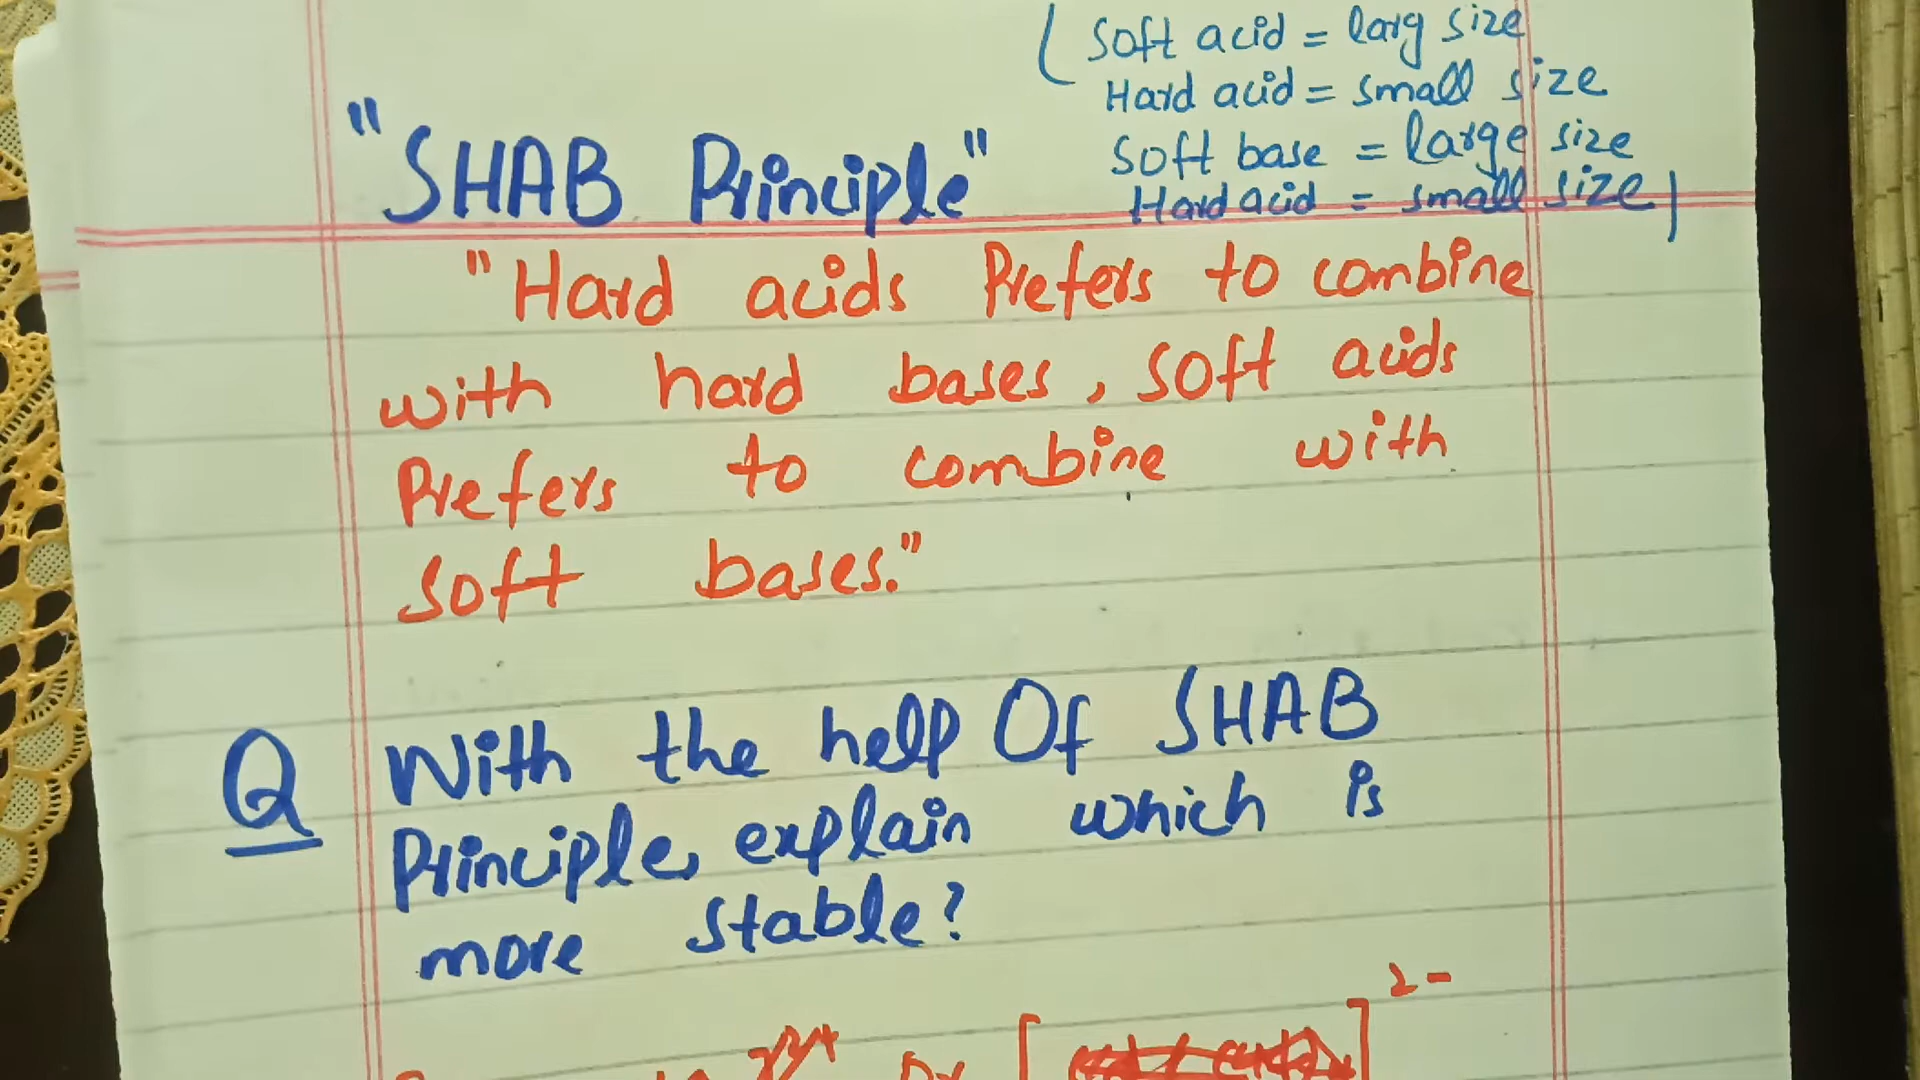 (Soft acid = larg size
Hard acid = small size
Soft base = large size
Hard acid = small size)
"SHAB Principle"
"Hard acids Prefers to combine
with hard bases, soft acids
Prefers to combine with
soft bases."
Q With the help Of SHAB
Principle, explain which is
more stable?
2-